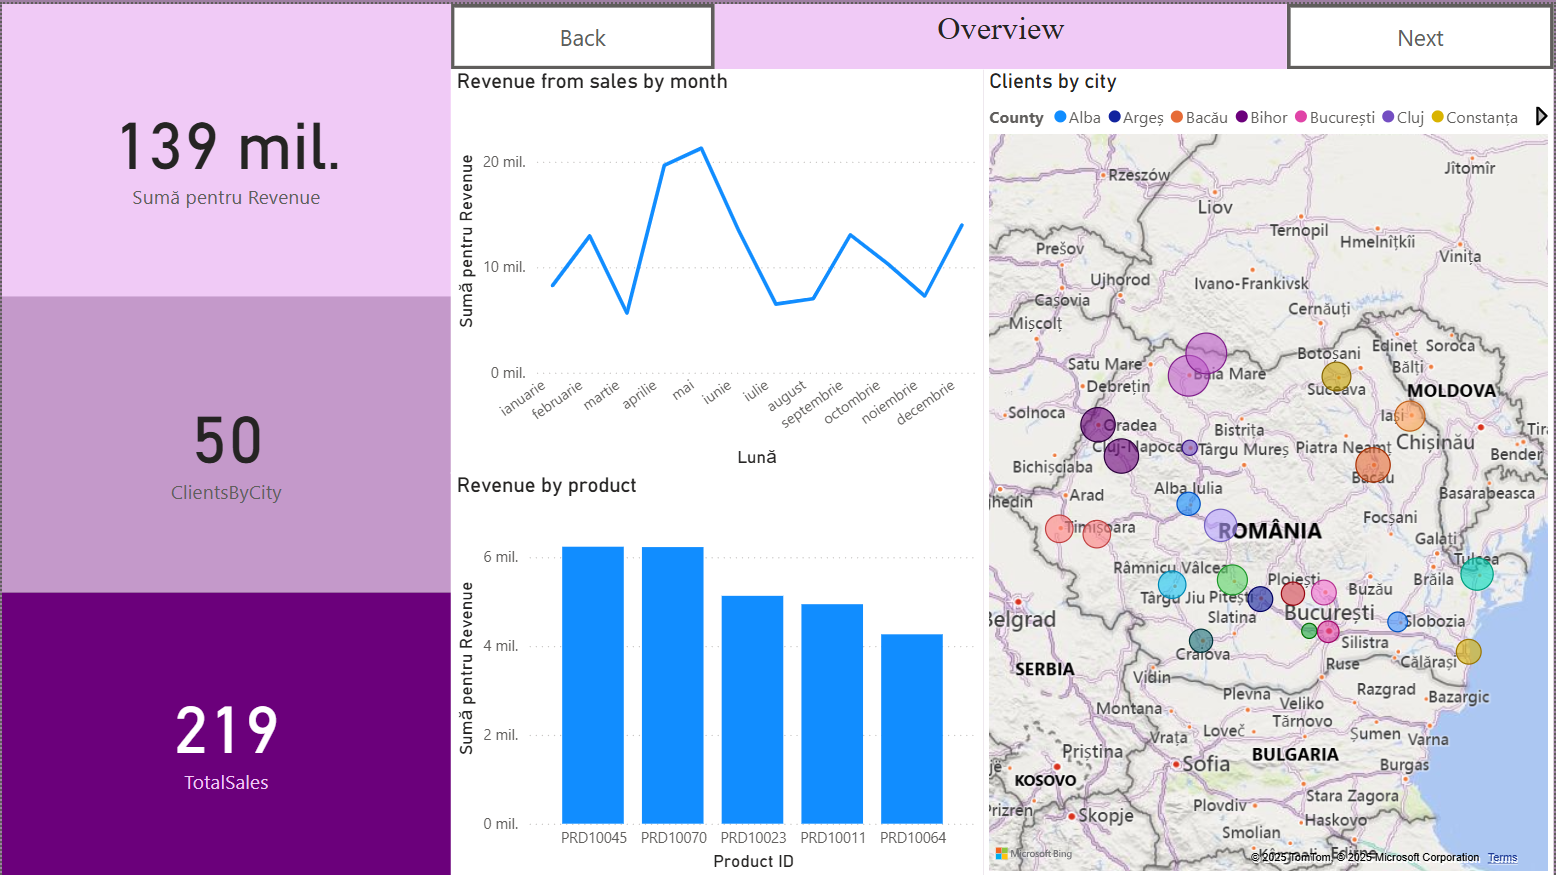 Back
Overview
Next
139 mil.
Sumă pentru Revenue
50
ClientsByCity
219
TotalSales
Revenue from sales by month
Sumă pentru Revenue
20 mil.
10 mil.
0 mil.
ianuarie
februarie
martie
aprilie
mai
iunie
iulie
august
septembrie
octombrie
noiembrie
decembrie
Lună
Revenue by product
Sumă pentru Revenue
6 mil.
4 mil.
2 mil.
0 mil.
PRD10045 PRD10070 PRD10023 PRD10011 PRD10064
Product ID
Clients by city
County Alba Argeș Bacău Bihor București Cluj Constanța
Jîtomîr
Rzeszów
Liov
Ternopil
Hmelnîțkîi
Prešov
Vinița
Ujhorod
Ivano-Frankivsk
Cașovia
Cernăuți
Mișcolț
Edineț
Soroca
Botoșani
Satu Mare
Bălți
Baia Mare
Debrețin
Suceava
MOLDOVA
Solnoca
Iași
Oradea
Bistrița
Chișinău
Cluj-Napoca
Târgu Mureș
Piatra Neamț
Bender
Bichișciaba
Bacău
Alba Iulia
Arad
Basarabeasca
Focșani
Timișoara
ROMÂNIA
Galați
Tulcea
Râmnicu Vâlcea
Ploiești
Buzău
Brăila
Târgu Jiu
Pitești
Slatina
București
Slobozia
Belgrad
Silistra
Craiova
Călărași
SERBIA
Ruse
Vidin
Plevna
Razgrad
Bazargic
Montana
Veliko
Tărnovo
Vrața
Loveč
Șumen
Varna
Priștina
Sofia
BULGARIA
Burgas
KOSOVO
Stara Zagora
Prizren
Plovdiv
Skopje
Haskovo
Smolian
Microsoft Bing
© 2025 TomTom, © 2025 Microsoft Corporation Terms